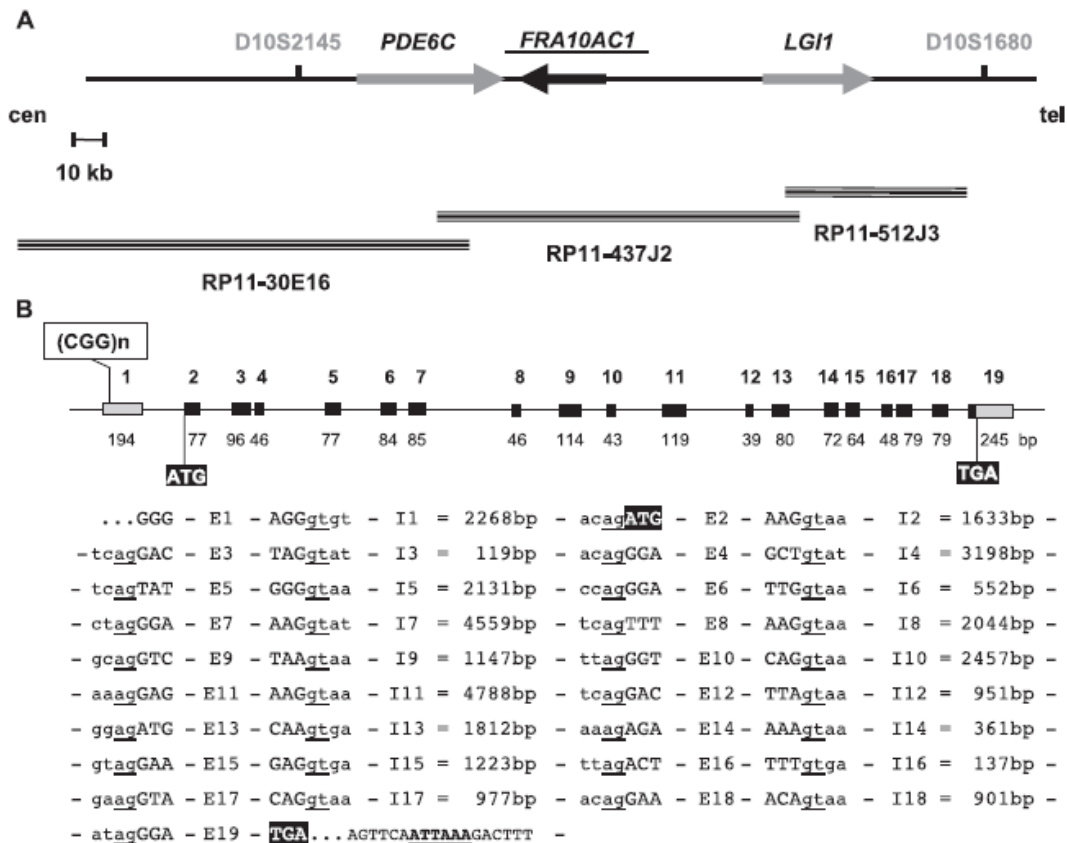 A
D10S2145 PDE6C FRA10AC1 LGI1 D10S1680
cen tel
10 kb
RP11-512J3
RP11-437J2
RP11-30E16
B
(CGG)n
1 2 3 4 5 6 7 8 9 10 11 12 13 14 15 16 17 18 19
194 77 96 46 77 84 85 46 114 43 119 39 80 72 64 48 79 79 245 bp
ATG TGA
...GGG - E1 - AGGgtgt - I1 = 2268bp - acagATG - E2 - AAGgtaa - I2 = 1633bp -
- tcagGAC - E3 - TAGgtat - I3 = 119bp - acagGGA - E4 - GCTgtat - I4 = 3198bp -
- tcagTAT - E5 - GGGgtaa - I5 = 2131bp - ccagGGA - E6 - TTGgtaa - I6 = 552bp -
- ctagGGA - E7 - AAGgtat - I7 = 4559bp - tcagTTT - E8 - AAGgtaa - I8 = 2044bp -
- gcagGTC - E9 - TAAgtaa - I9 = 1147bp - ttagGGT - E10 - CAGgtaa - I10 = 2457bp -
- aaagGAG - E11 - AAGgtaa - I11 = 4788bp - tcagGAC - E12 - TTAgtaa - I12 = 951bp -
- ggagATG - E13 - CAAgtga - I13 = 1812bp - aaagAGA - E14 - AAAgtaa - I14 = 361bp -
- gtagGAA - E15 - GAGgtga - I15 = 1223bp - ttagACT - E16 - TTTgtga - I16 = 137bp -
- gaagGTA - E17 - CAGgtaa - I17 = 977bp - acagGAA - E18 - ACAgtaa - I18 = 901bp -
- atagGGA - E19 - TGA... AGTTCAATTAAAGACTTT -